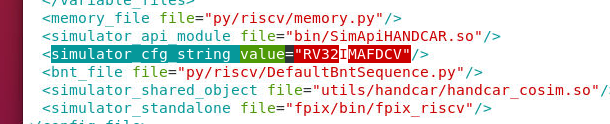 </variable_files>
<memory_file file="py/riscv/memory.py"/>
<simulator_api_module file="bin/SimApiHANDCAR.so"/>
<simulator_cfg_string value="RV32IMAFDCV"/>
<bnt_file file="py/riscv/DefaultBntSequence.py"/>
<simulator_shared_object file="utils/handcar/handcar_cosim.so"/
<simulator_standalone file="fpix/bin/fpix_riscv"/>
</config_file>